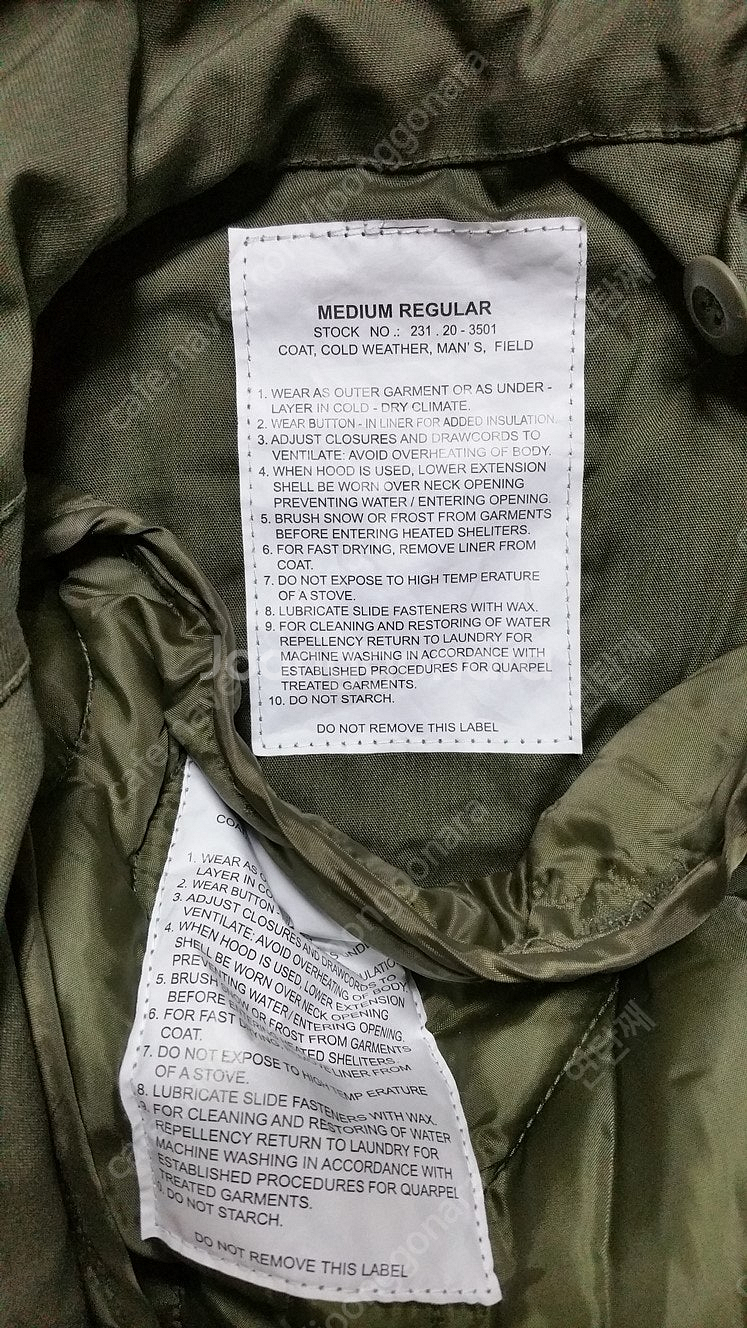 MEDIUM REGULAR
STOCK NO.: 231 . 20 - 3501
COAT, COLD WEATHER, MAN'S, FIELD
1. WEAR AS OUTER GARMENT OR AS UNDER -
LAYER IN COLD - DRY CLIMATE.
2. WEAR BUTTON - IN LINER FOR ADDED INSULATION.
3. ADJUST CLOSURES AND DRAWCORDS TO
VENTILATE: AVOID OVERHEATING OF BODY.
4. WHEN HOOD IS USED, LOWER EXTENSION
SHELL BE WORN OVER NECK OPENING
PREVENTING WATER / ENTERING OPENING.
5. BRUSH SNOW OR FROST FROM GARMENTS
BEFORE ENTERING HEATED SHELITERS.
6. FOR FAST DRYING, REMOVE LINER FROM
COAT.
7. DO NOT EXPOSE TO HIGH TEMP ERATURE
OF A STOVE.
8. LUBRICATE SLIDE FASTENERS WITH WAX.
9. FOR CLEANING AND RESTORING OF WATER
REPELLENCY RETURN TO LAUNDRY FOR
MACHINE WASHING IN ACCORDANCE WITH
ESTABLISHED PROCEDURES FOR QUARPEL
TREATED GARMENTS.
10. DO NOT STARCH.
DO NOT REMOVE THIS LABEL
1. WEAR AS
LAYER IN
2. WEAR BUTTON
3. ADJUST CLOSURES AND DRAWCORDS TO
VENTILATE: AVOID OVERHEATING OF BODY
4. WHEN HOOD IS USED, LOWER EXTENSION
SHELL BE WORN OVER NECK OPENING
PREVENTING WATER / ENTERING OPENING.
5. BRUSH SNOW OR FROST FROM GARMENTS
BEFORE HEATED SHELITERS.
6. FOR FAST LINER FROM
COAT.
7. DO NOT EXPOSE TO HIGH TEMP ERATURE
OF A STOVE.
8. LUBRICATE SLIDE FASTENERS WITH WAX.
9. FOR CLEANING AND RESTORING OF WATER
REPELLENCY RETURN TO LAUNDRY FOR
MACHINE WASHING IN ACCORDANCE WITH
ESTABLISHED PROCEDURES FOR QUARPEL
TREATED GARMENTS.
DO NOT STARCH.
DO NOT REMOVE THIS LABEL